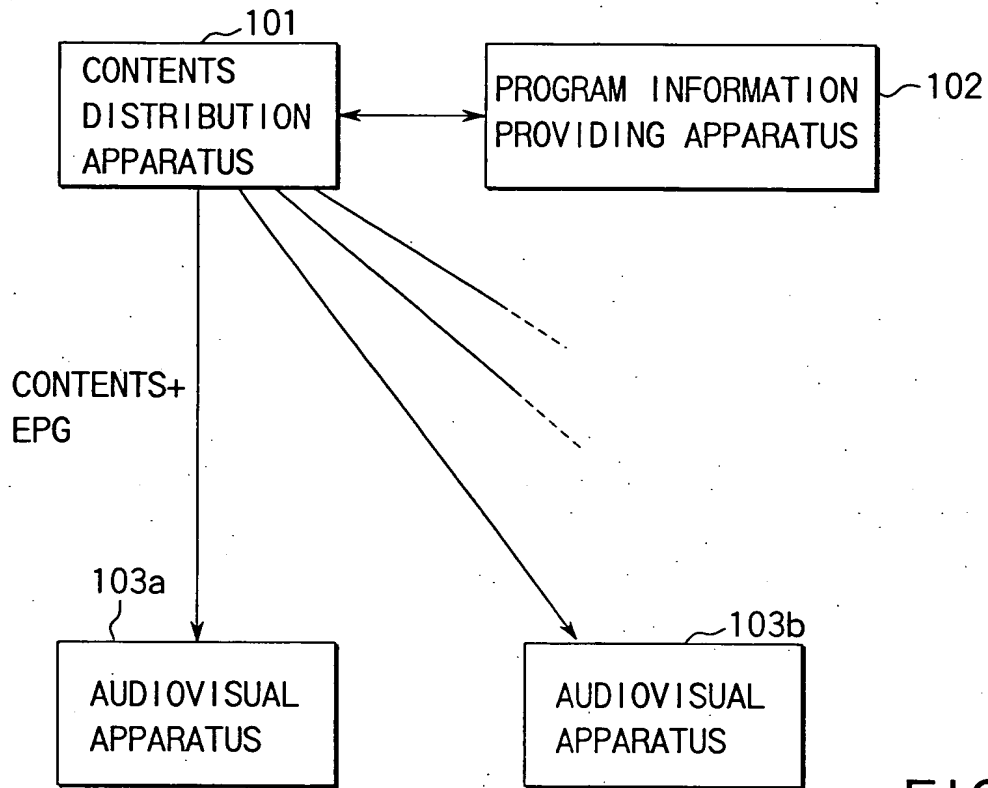 101
CONTENTS
DISTRIBUTION
APPARATUS
PROGRAM INFORMATION
PROVIDING APPARATUS
102
CONTENTS+
EPG
103a
103b
AUDIOVISUAL
APPARATUS
AUDIOVISUAL
APPARATUS